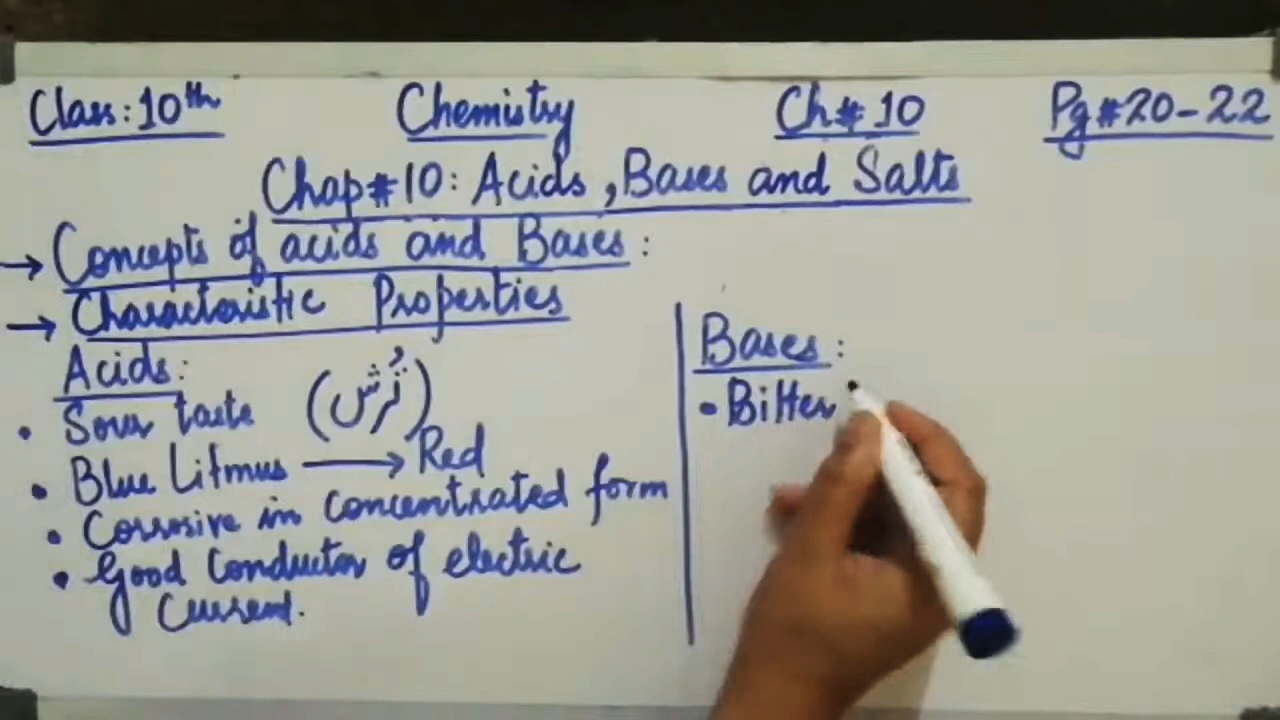 Class: 10th Chemistry Ch# 10 Pg#20-22
Chap#10: Acids, Bases and Salts
→ Concepts of acids and Bases:
→ Characteristic Properties
Acids:
• Sour taste (تُرش)
• Blue Litmus → Red
• Corrosive in concentrated form
• Good Conductor of electric
Current.
Bases:
• Bitter